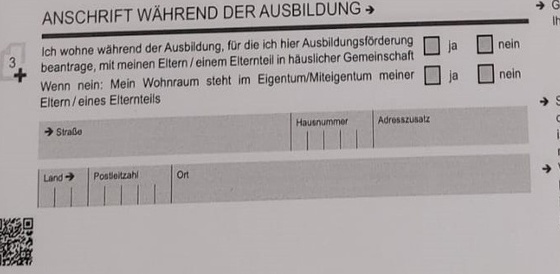 ANSCHRIFT WÄHREND DER AUSBILDUNG →
3
Ich wohne während der Ausbildung, für die ich hier Ausbildungsförderung
beantrage, mit meinen Eltern / einem Elternteil in häuslicher Gemeinschaft
ja
nein
Wenn nein: Mein Wohnraum steht im Eigentum/Miteigentum meiner
Eltern / eines Elternteils
ja
nein
→ Straße
Hausnummer
Adresszusatz
Land →
Postleitzahl
Ort